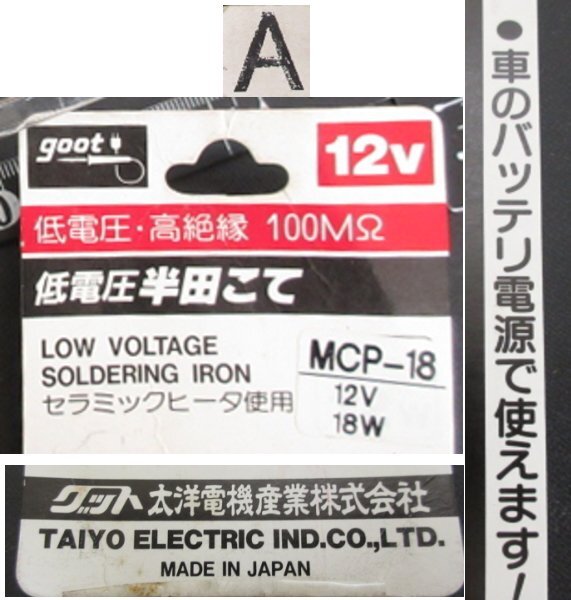 A
goot
12v
低電圧・高絶縁 100MΩ
低電圧半田こて
LOW VOLTAGE
SOLDERING IRON
セラミックヒータ使用
MCP-18
12V
18W
グット 太洋電機産業株式会社
TAIYO ELECTRIC IND.CO.,LTD.
MADE IN JAPAN
●車のバッテリ電源で使えます!